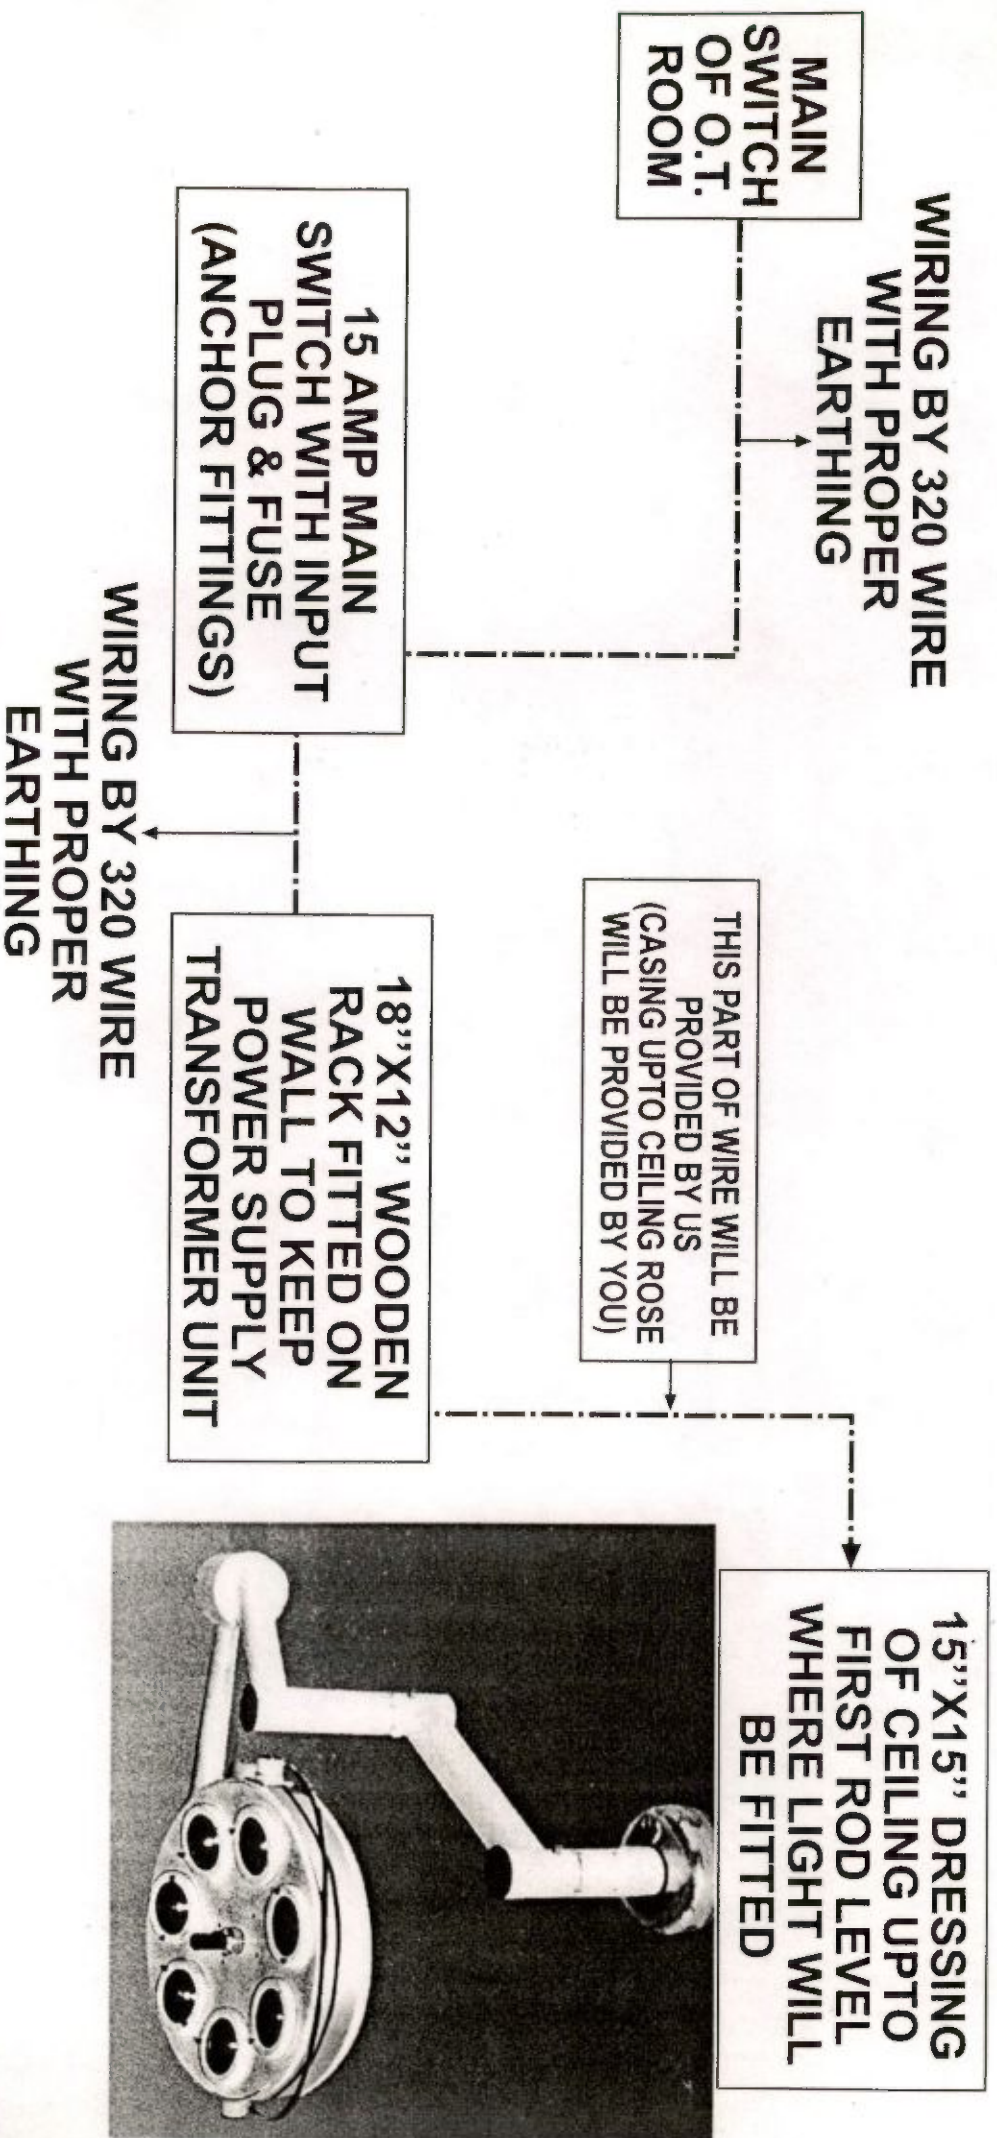 WIRING BY 320 WIRE
WITH PROPER
EARTHING
MAIN
SWITCH
OF O.T.
ROOM
15 AMP MAIN
SWITCH WITH INPUT
PLUG & FUSE
(ANCHOR FITTINGS)
WIRING BY 320 WIRE
WITH PROPER
EARTHING
THIS PART OF WIRE WILL BE
PROVIDED BY US
(CASING UPTO CEILING ROSE
WILL BE PROVIDED BY YOU)
18”X12” WOODEN
RACK FITTED ON
WALL TO KEEP
POWER SUPPLY
TRANSFORMER UNIT
15”X15” DRESSING
OF CEILING UPTO
FIRST ROD LEVEL
WHERE LIGHT WILL
BE FITTED